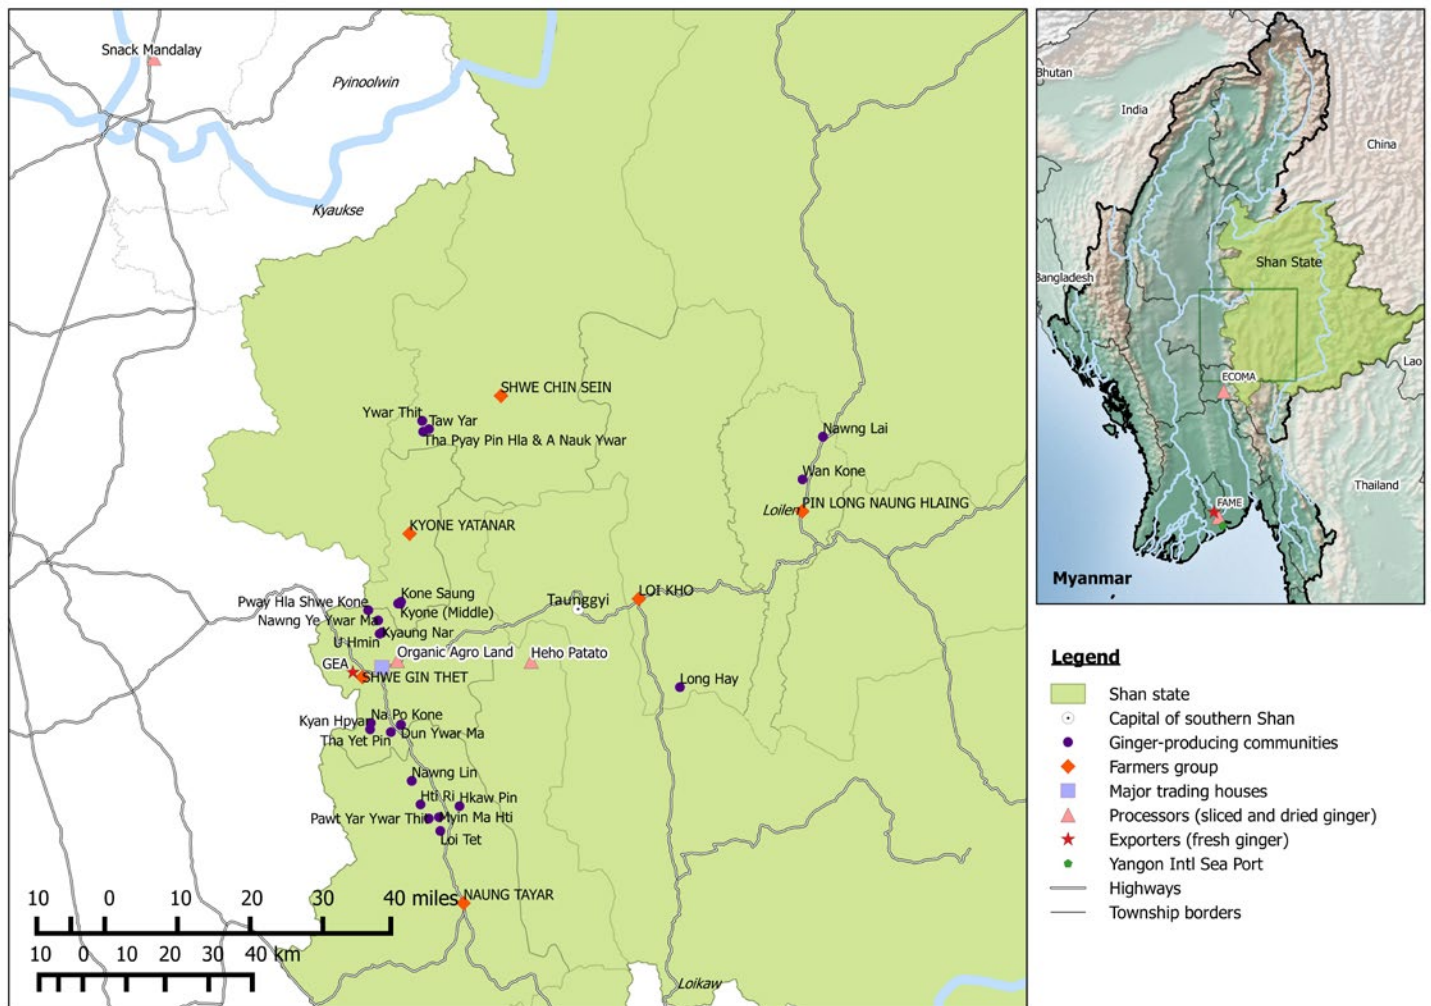 Snack Mandalay
Pyinoolwin
Kyaukse
SHWE CHIN SEIN
Ywar Thit
Taw Yar
Tha Pyay Pin Hla & A Nauk Ywar
Nawng Lai
Wan Kone
PIN LONG NAUNG HLAING
Loilem
KYONE YATANAR
Kone Saung
Pway Hla Shwe Kone
Kyone (Middle)
Nawng Ye Ywar Ma
Kyaung Nar
U Hmin
Taunggyi
LOI KHO
Organic Agro Land
Heho Patato
GEA
SHWE GIN THET
Long Hay
Na Po Kone
Kyan Hpyar
Dun Ywar Ma
Tha Yet Pin
Nawng Lin
Hti Ri
Hkaw Pin
Pawt Yar Ywar Thit
Myin Ma Hti
Loi Tet
NAUNG TAYAR
Loikaw
10 0 10 20 30 40 miles
10 0 10 20 30 40 km
Bhutan
India
China
Bangladesh
Shan State
Lao
ECOMA
Thailand
FAME
Myanmar
Legend
Shan state
Capital of southern Shan
Ginger-producing communities
Farmers group
Major trading houses
Processors (sliced and dried ginger)
Exporters (fresh ginger)
Yangon Intl Sea Port
Highways
Township borders